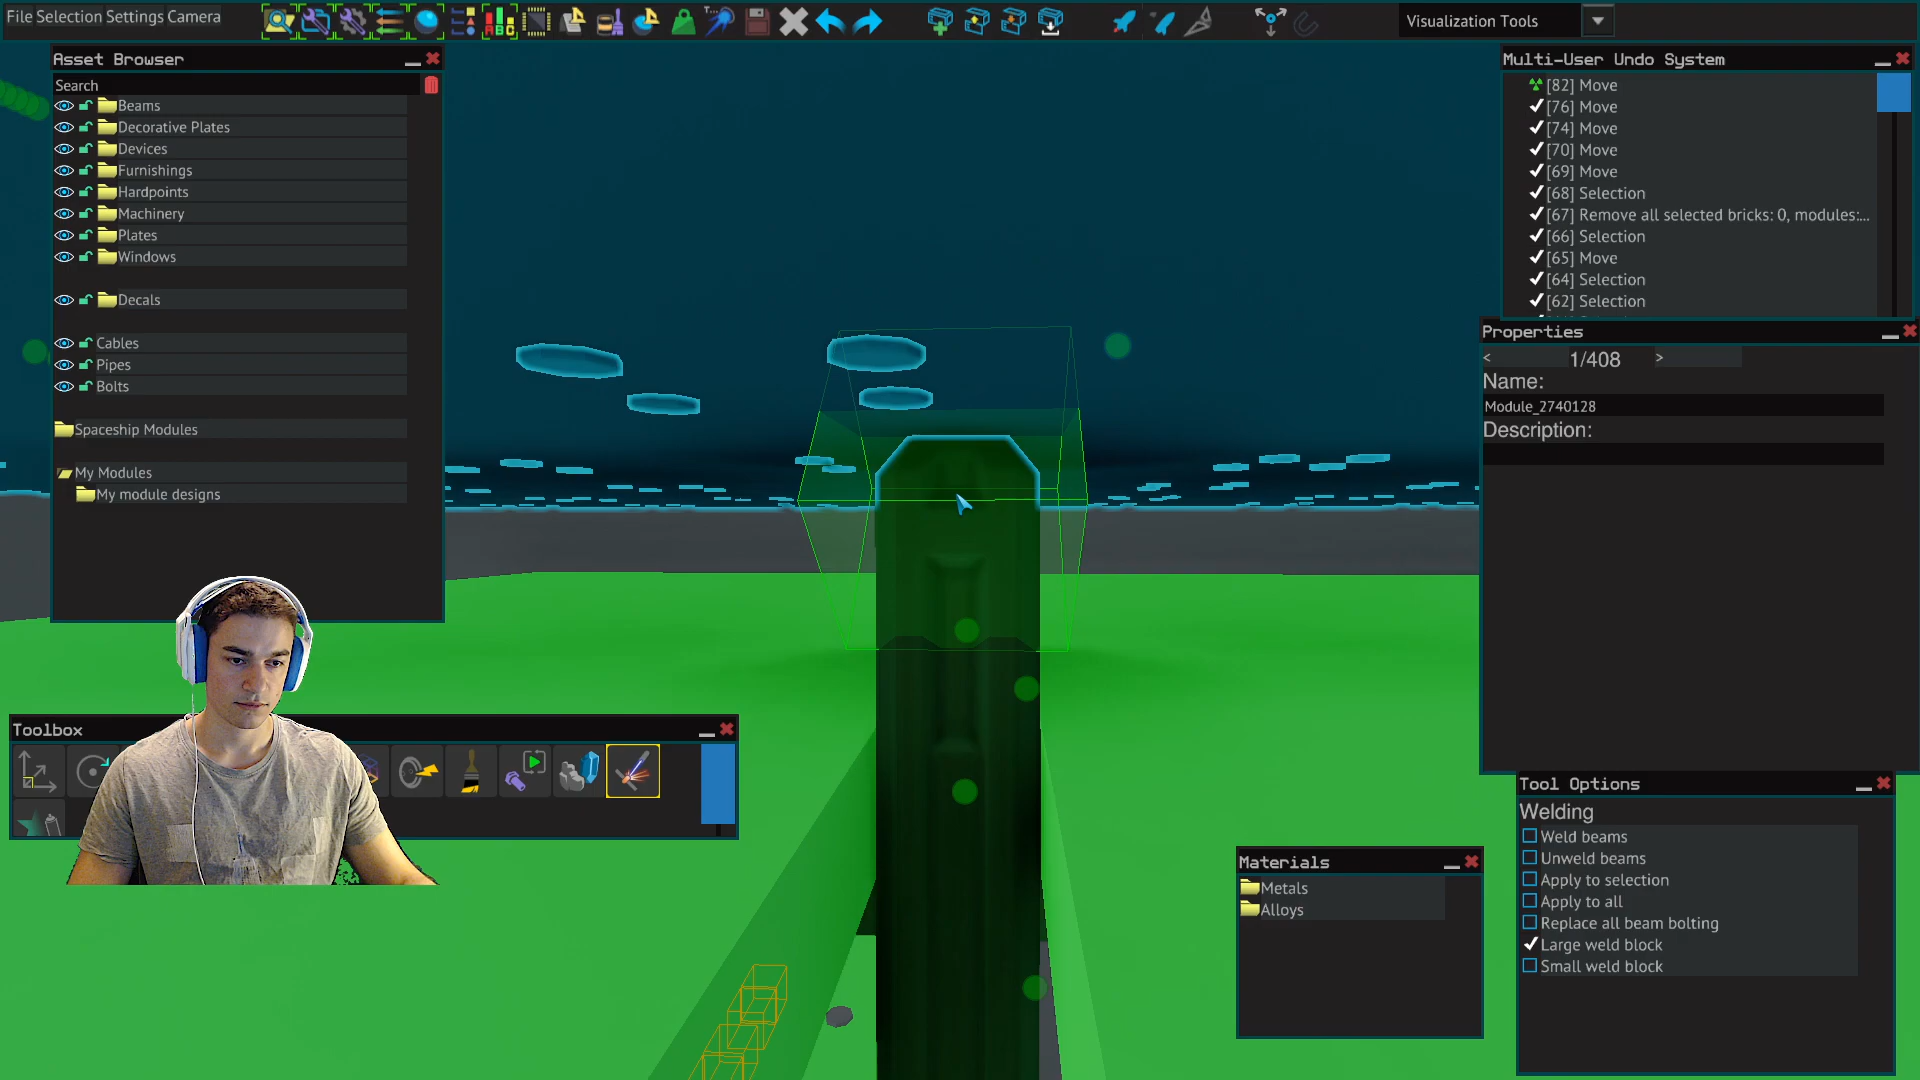 File Selection Settings Camera
Visualization Tools
Asset Browser
Search
Beams
Decorative Plates
Devices
Furnishings
Hardpoints
Machinery
Plates
Windows
Decals
Cables
Pipes
Bolts
Spaceship Modules
My Modules
My module designs
Multi-User Undo System
[82] Move
[76] Move
[74] Move
[70] Move
[69] Move
[68] Selection
[67] Remove all selected bricks: 0, modules:...
[66] Selection
[65] Move
[64] Selection
[62] Selection
Properties
< 1/408 >
Name:
Module_2740128
Description:
Toolbox
Materials
Metals
Alloys
Tool Options
Welding
Weld beams
Unweld beams
Apply to selection
Apply to all
Replace all beam bolting
Large weld block
Small weld block